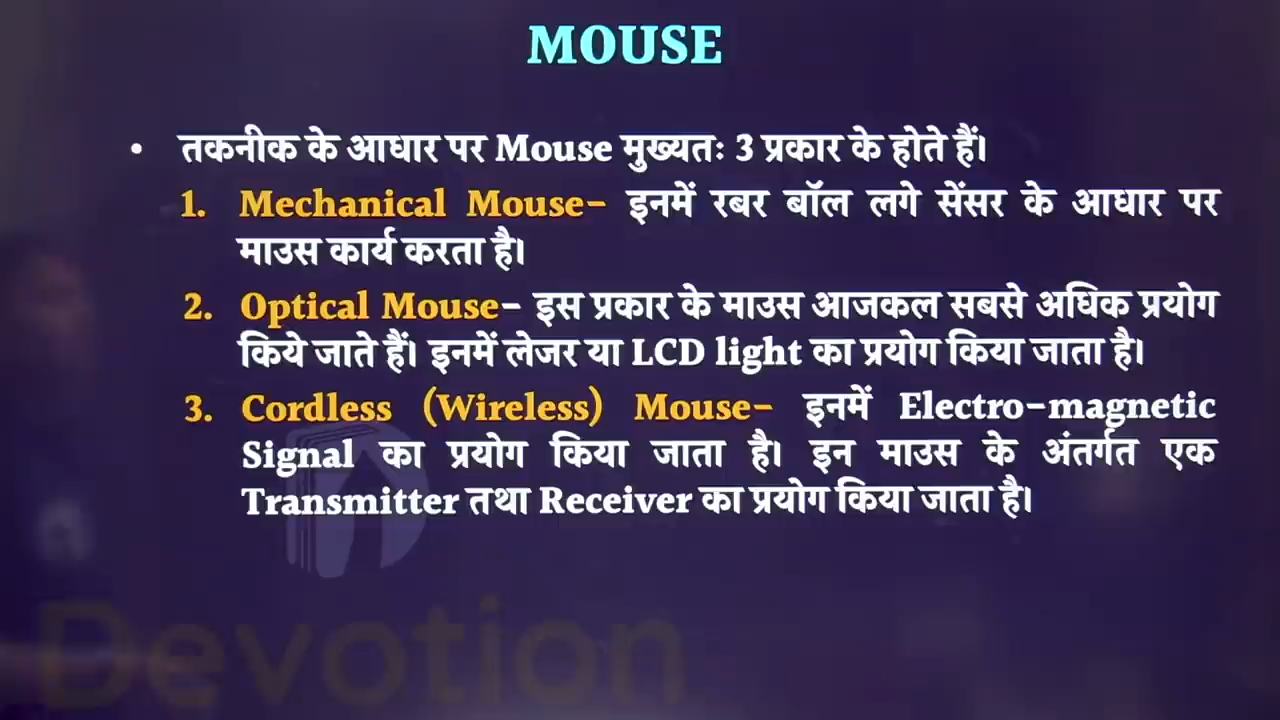 MOUSE
• तकनीक के आधार पर Mouse मुख्यतः 3 प्रकार के होते हैं।
1. Mechanical Mouse- इनमें रबर बॉल लगे सेंसर के आधार पर
माउस कार्य करता है।
2. Optical Mouse- इस प्रकार के माउस आजकल सबसे अधिक प्रयोग
किये जाते हैं। इनमें लेजर या LCD light का प्रयोग किया जाता है।
3. Cordless (Wireless) Mouse- इनमें Electro-magnetic
Signal का प्रयोग किया जाता है। इन माउस के अंतर्गत एक
Transmitter तथा Receiver का प्रयोग किया जाता है।
Devotion